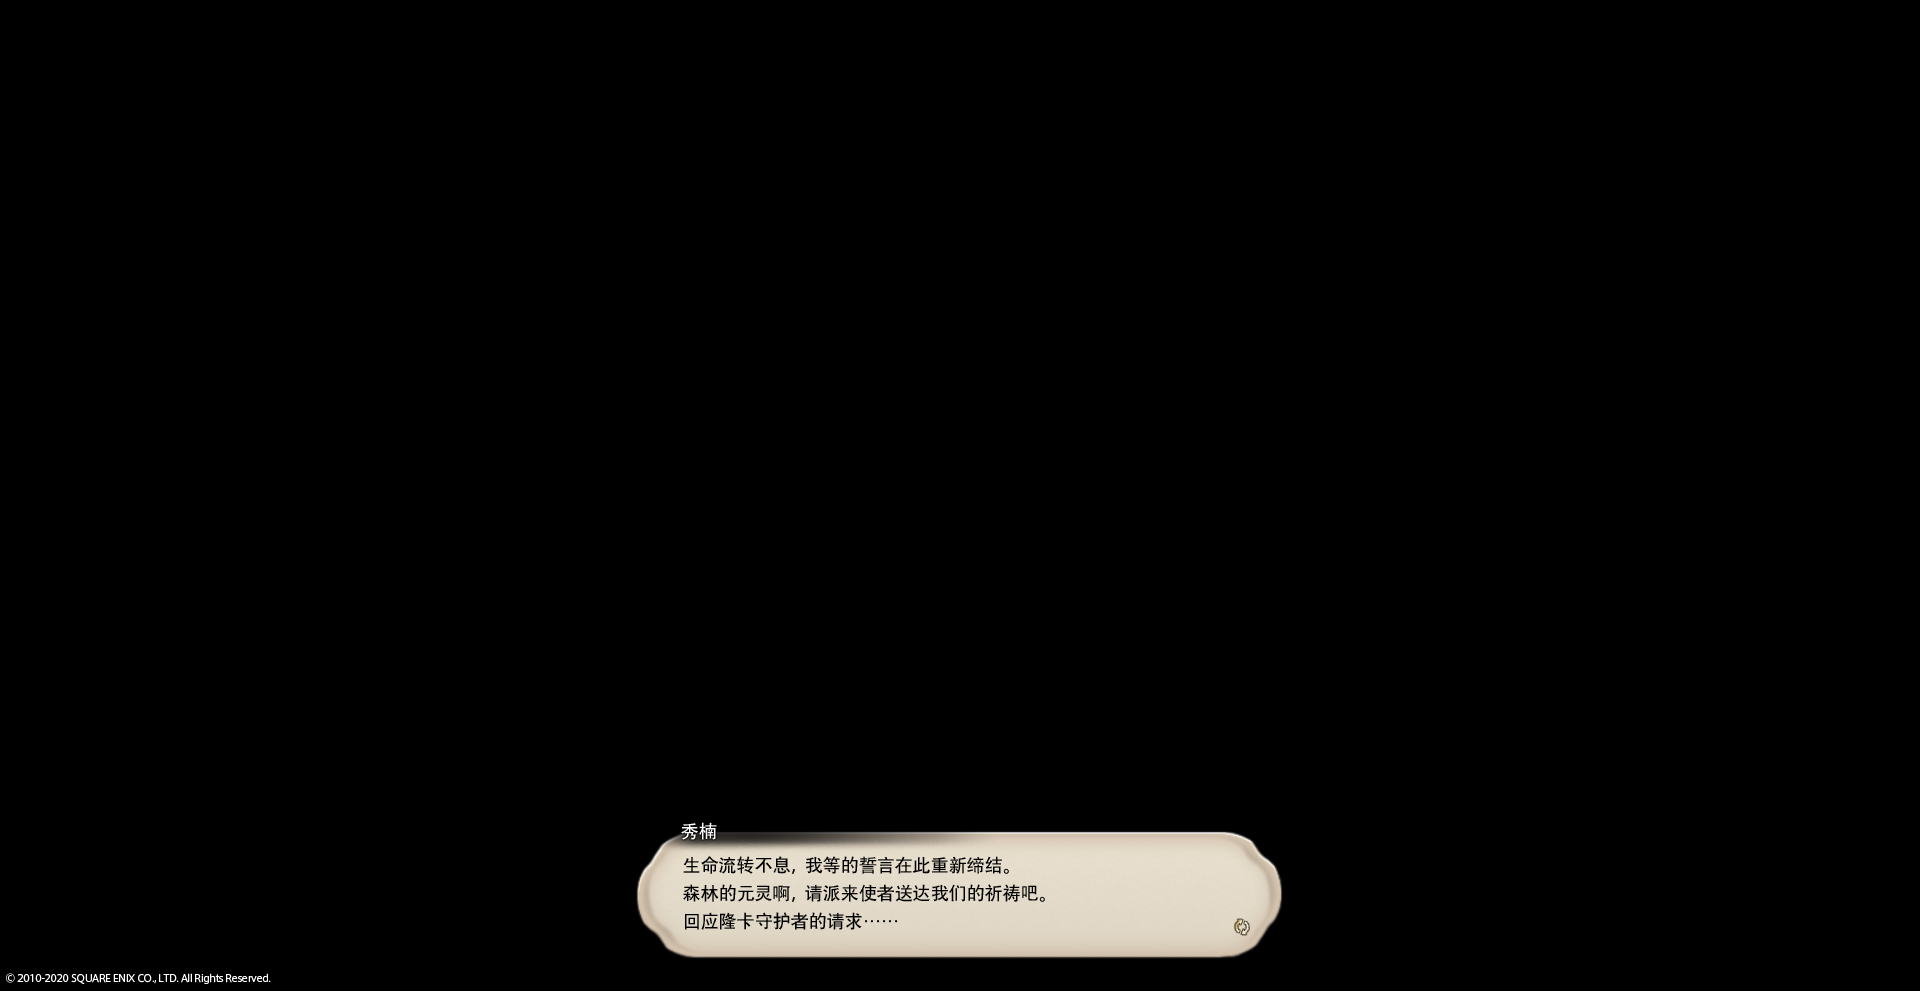 秀楠
生命流转不息，我等的誓言在此重新缔结。
森林的元灵啊，请派来使者送达我们的祈祷吧。
回应隆卡守护者的请求……
© 2010-2020 SQUARE ENIX CO., LTD. All Rights Reserved.